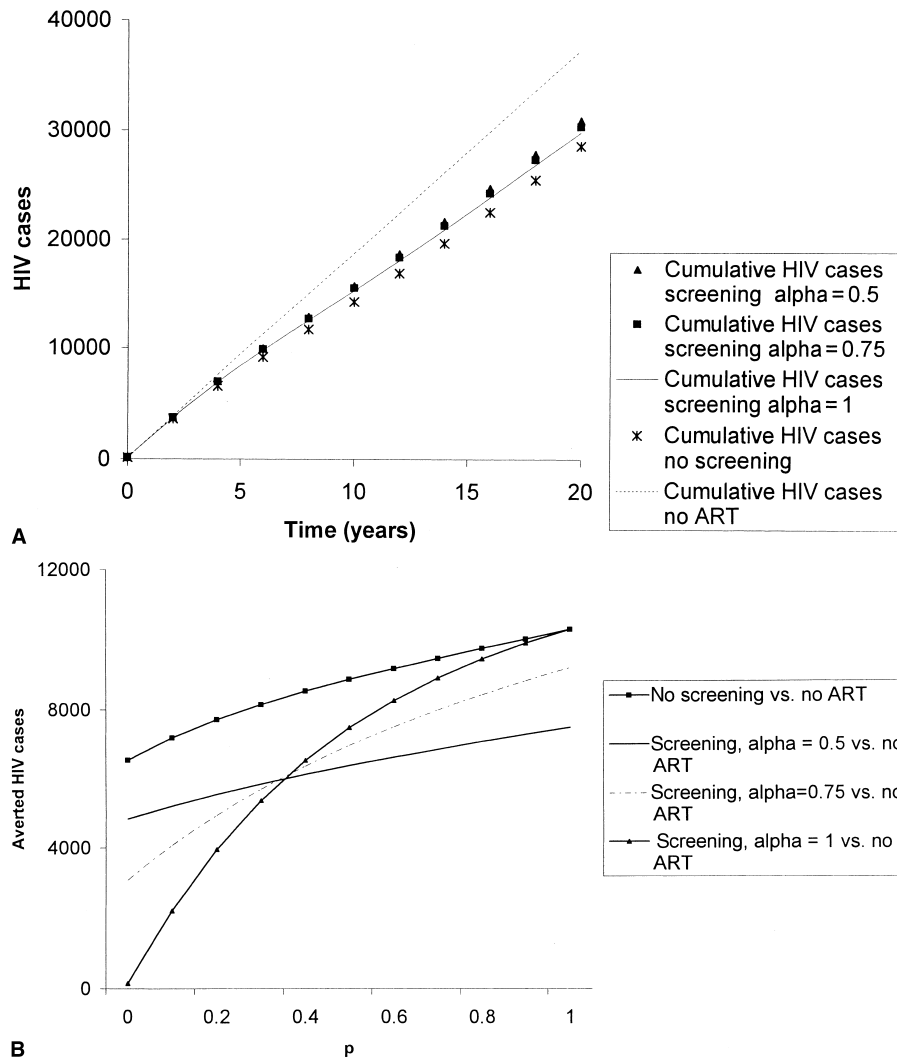 40000
30000
20000
10000
0
HIV cases
0 5 10 15 20
Time (years)
A
Cumulative HIV cases
screening alpha = 0.5
Cumulative HIV cases
screening alpha = 0.75
Cumulative HIV cases
screening alpha = 1
Cumulative HIV cases
no screening
Cumulative HIV cases
no ART
12000
8000
4000
0
Averted HIV cases
0 0.2 0.4 0.6 0.8 1
p
B
No screening vs. no ART
Screening, alpha = 0.5 vs. no
ART
Screening, alpha=0.75 vs. no
ART
Screening, alpha = 1 vs. no
ART